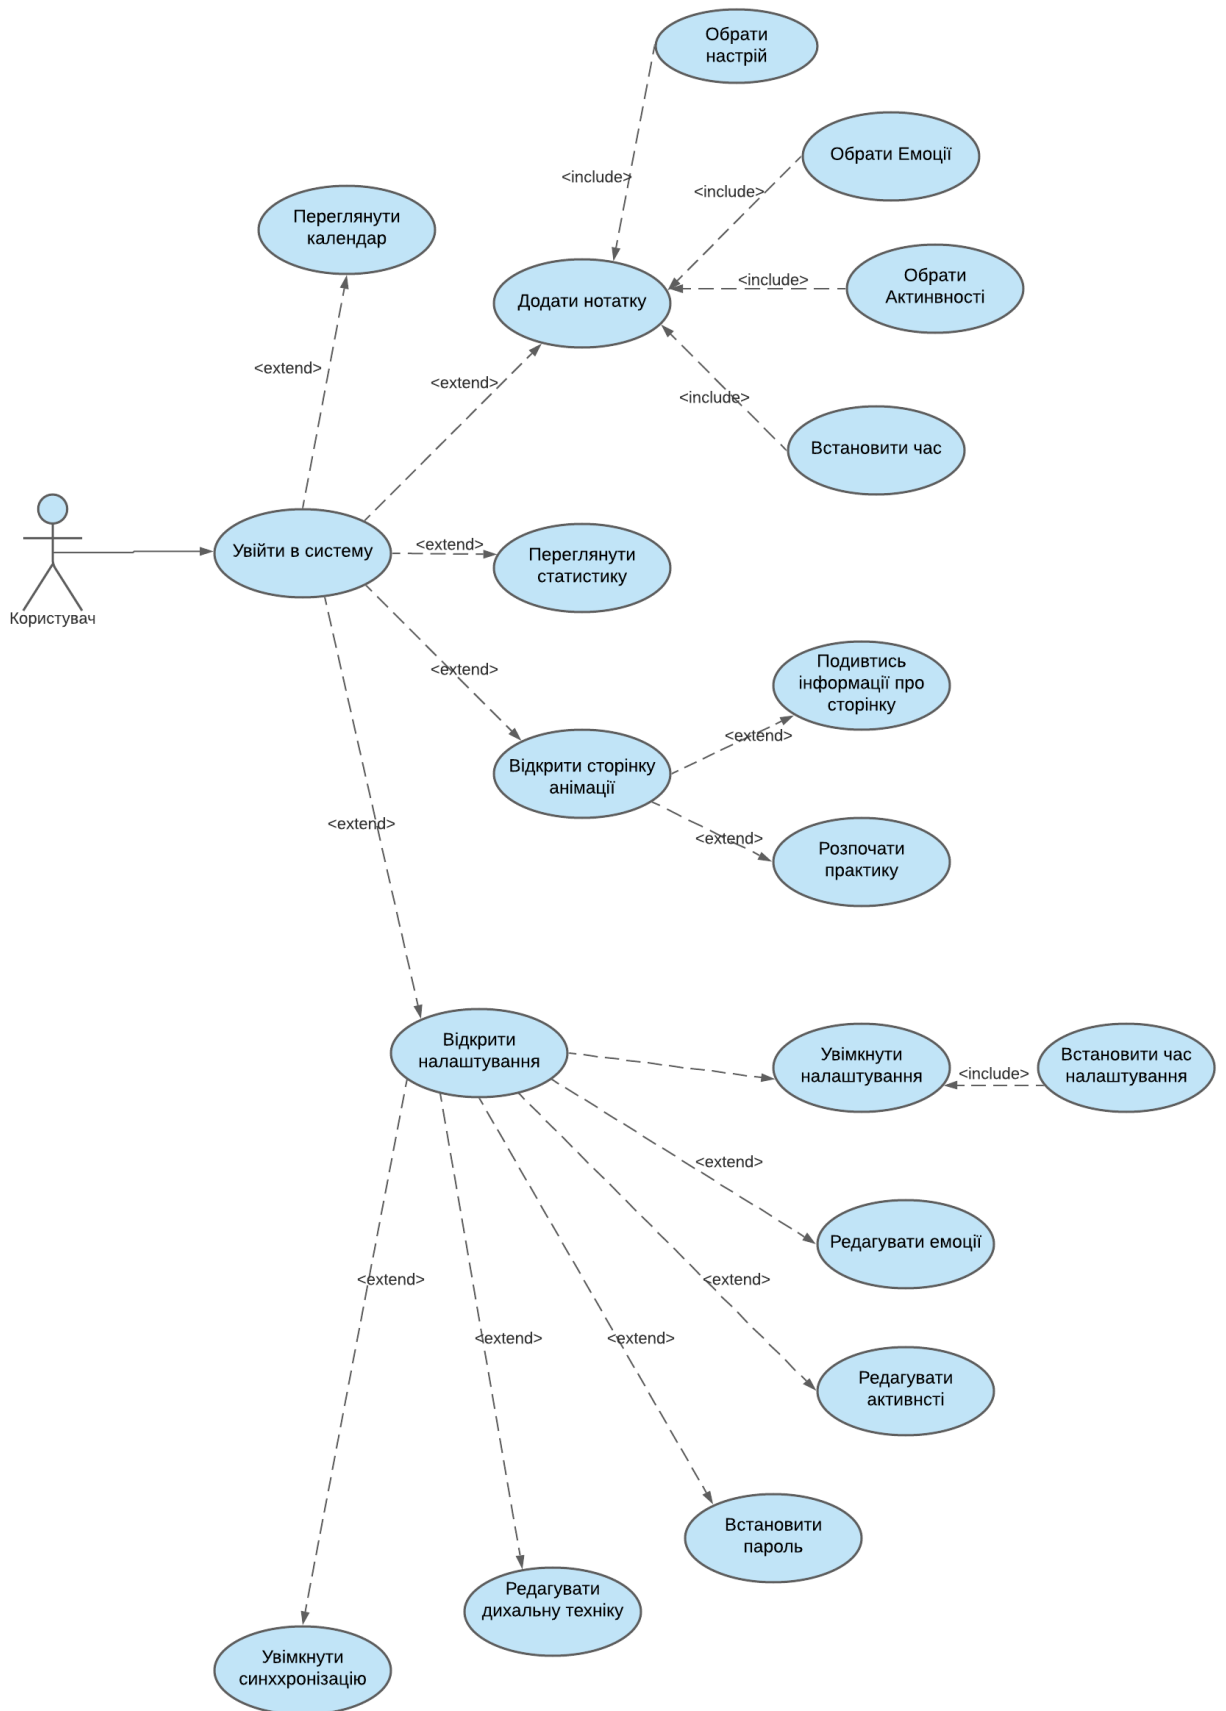 Обрати
настрій
Обрати Емоції
<include>
<include>
Переглянути
календар
Обрати
Актинвності
<include>
Додати нотатку
<extend>
<extend>
<include>
Встановити час
Увійти в систему
<extend>
Переглянути
статистику
Користувач
<extend>
Подивтись
інформації про
сторінку
<extend>
Відкрити сторінку
анімації
<extend>
<extend>
Розпочати
практику
Відкрити
налаштування
Увімкнути
налаштування
<include>
Встановити час
налаштування
<extend>
Редагувати емоції
<extend>
<extend>
<extend>
<extend>
Редагувати
активнсті
Встановити
пароль
Редагувати
дихальну техніку
Увімкнути
синххронізацію